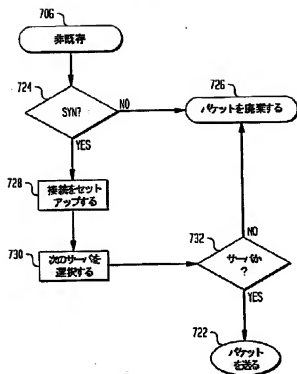 706
非既存
724
SYN?
NO
726
パケットを廃棄する
YES
728
接続をセット
アップする
730
次のサーバを
選択する
732
サーバか
?
NO
YES
722
パケット
を送る